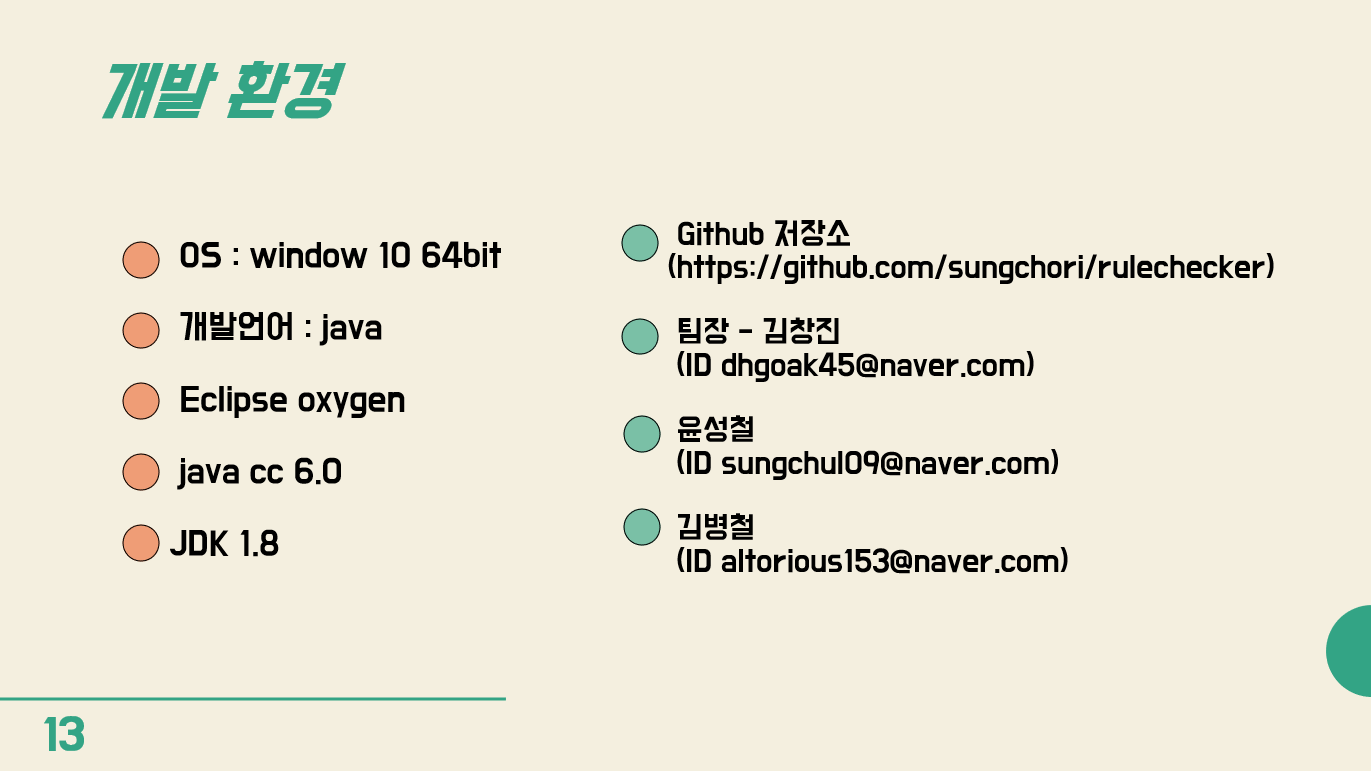 개발 환경
OS : window 10 64bit
개발언어 : java
Eclipse oxygen
java cc 6.0
JDK 1.8
Github 저장소
(https://github.com/sungchori/rulechecker)
팀장 - 김창진
(ID dhgoak45@naver.com)
윤성철
(ID sungchul09@naver.com)
김병철
(ID altorious153@naver.com)
13